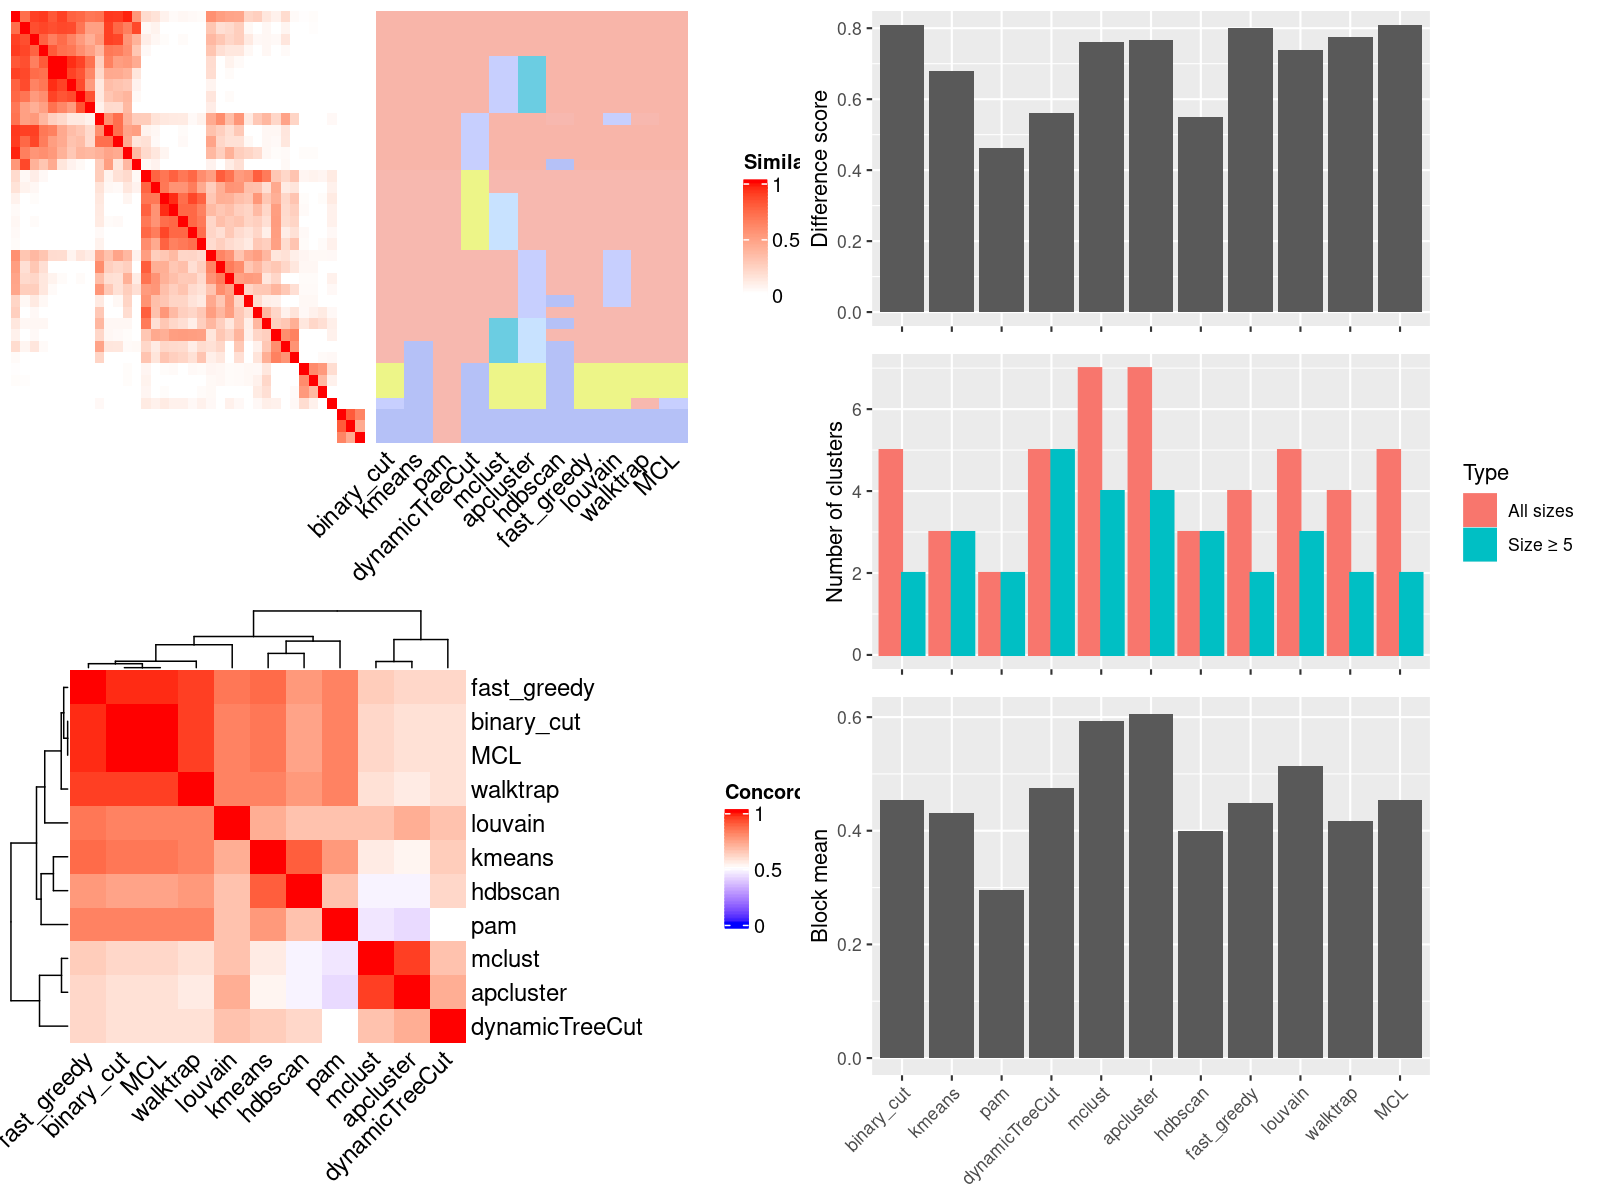 Simila
1
0.5
0
binary_cut
kmeans
pam
dynamicTreeCut
mclust
apcluster
hdbscan
fast_greedy
louvain
walktrap
MCL
fast_greedy
binary_cut
MCL
walktrap
louvain
kmeans
hdbscan
pam
mclust
apcluster
dynamicTreeCut
fast_greedy
binary_cut
MCL
walktrap
louvain
kmeans
hdbscan
pam
mclust
apcluster
dynamicTreeCut
Concord
1
0.5
0
Difference score
0.8
0.6
0.4
0.2
0.0
Number of clusters
6
4
2
0
Type
All sizes
Size ≥ 5
Block mean
0.6
0.4
0.2
0.0
binary_cut
kmeans
pam
dynamicTreeCut
mclust
apcluster
hdbscan
fast_greedy
louvain
walktrap
MCL